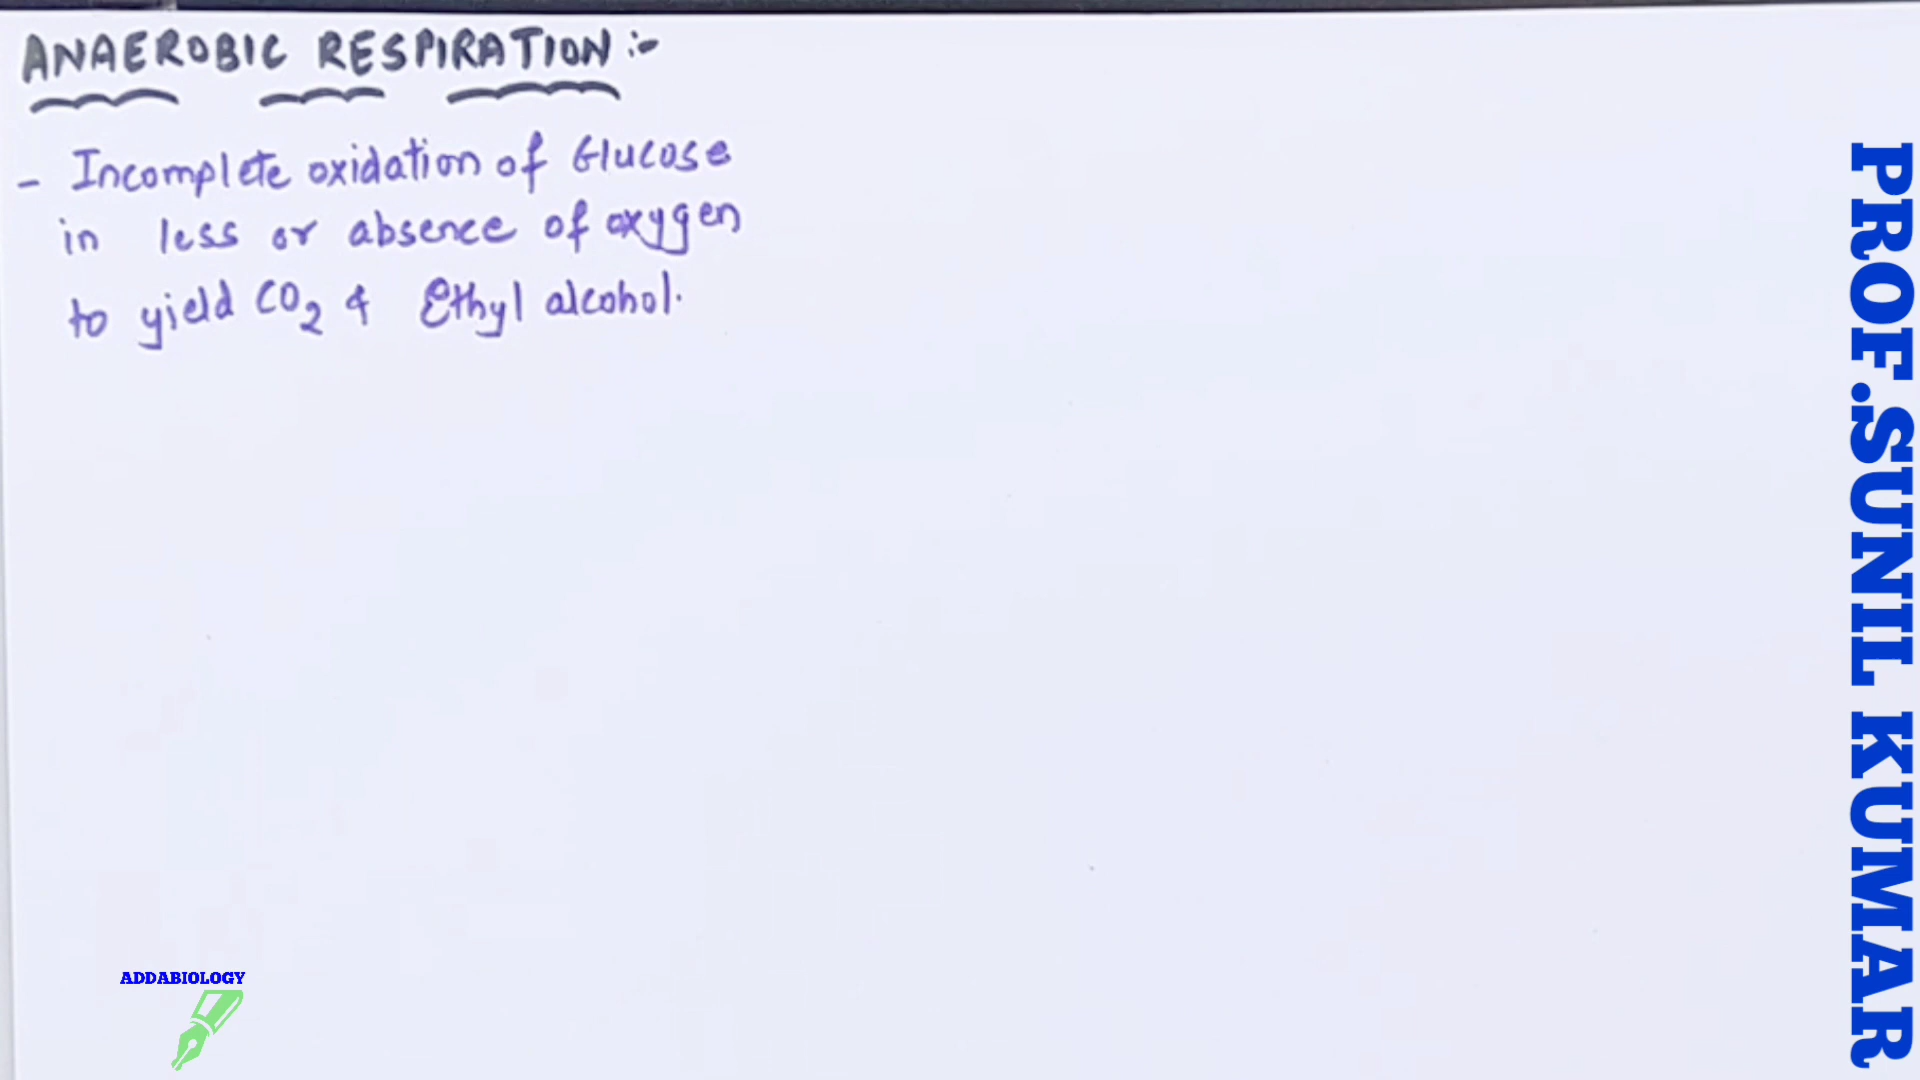 ANAEROBIC RESPIRATION :-
- Incomplete oxidation of Glucose
in less or absence of oxygen
to yield CO₂ & Ethyl alcohol.
PROF.SUNIL KUMAR
ADDABIOLOGY